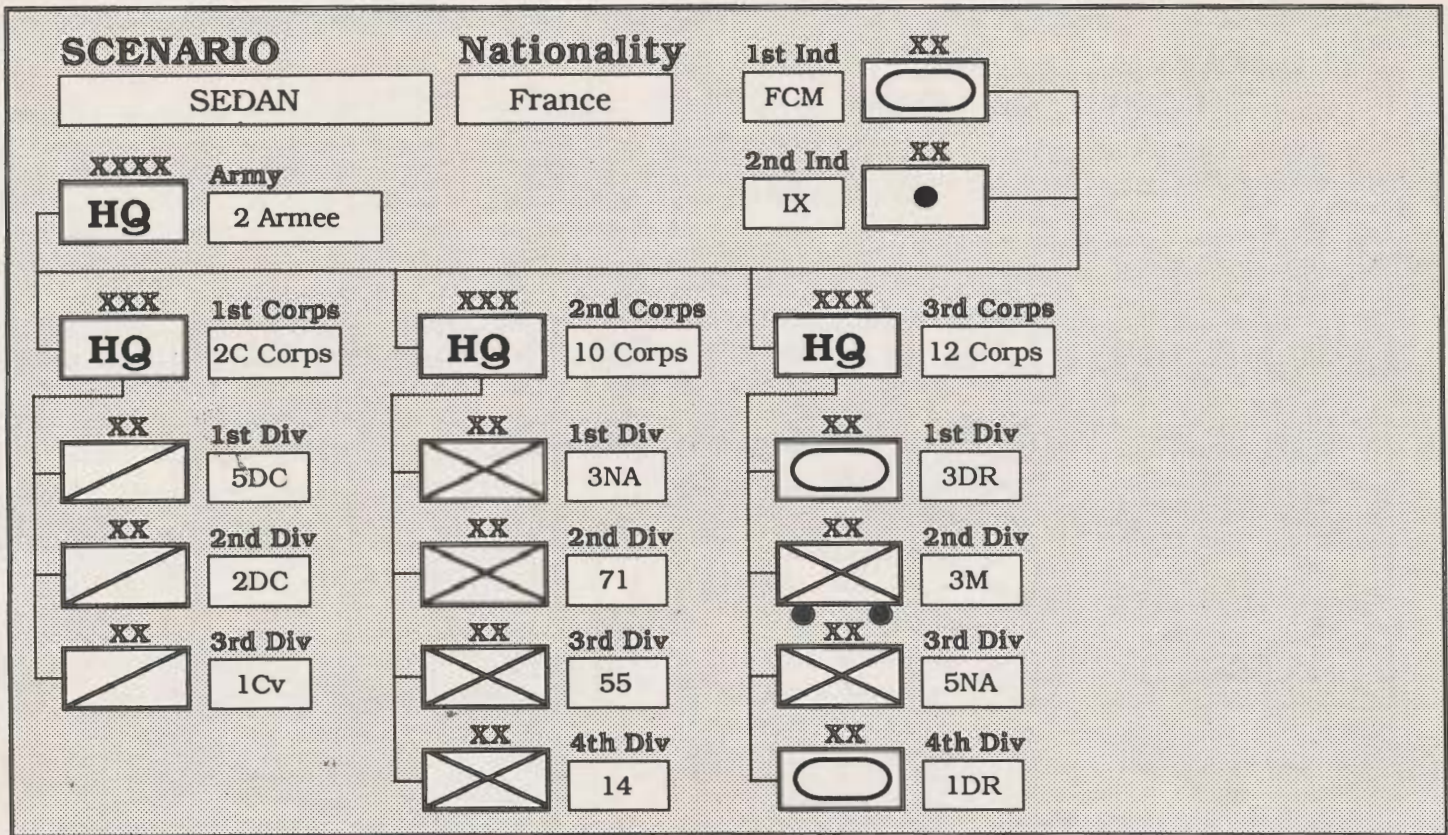 SCENARIO Nationality 1st Ind XX
SEDAN France FCM
XXXX Army 2nd Ind XX
HQ 2 Armee IX
XXX 1st Corps XXX 2nd Corps XXX 3rd Corps
HQ 2C Corps HQ 10 Corps HQ 12 Corps
XX 1st Div XX 1st Div XX 1st Div
5DC 3NA 3DR
XX 2nd Div XX 2nd Div XX 2nd Div
2DC 71 3M
XX 3rd Div XX 3rd Div XX 3rd Div
1Cv 55 5NA
XX 4th Div XX 4th Div
14 1DR